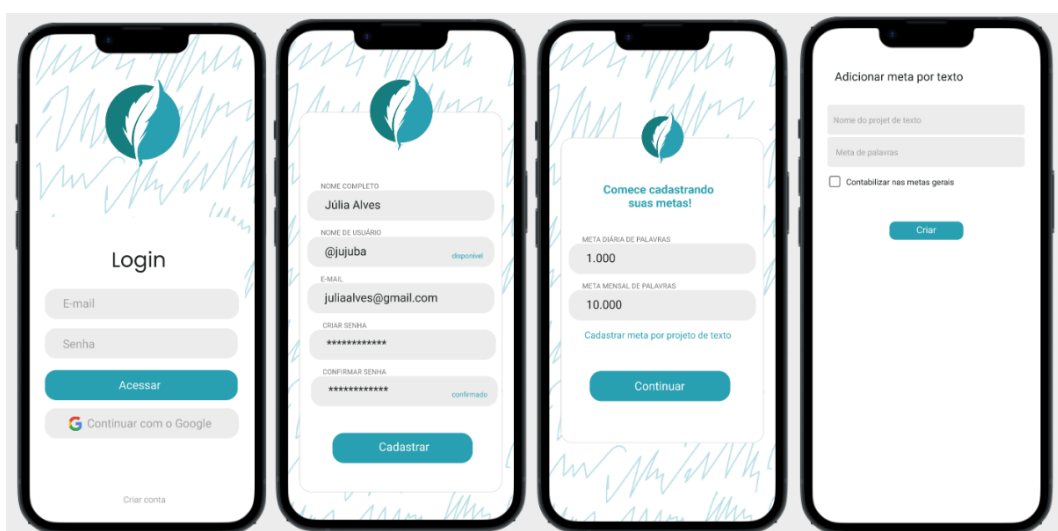 Login
E-mail
Senha
Acessar
Continuar com o Google
Criar conta
NOME COMPLETO
Júlia Alves
NOME DE USUÁRIO
@jujuba
disponível
E-MAIL
juliaalves@gmail.com
CRIAR SENHA
************
CONFIRMAR SENHA
************
confirmado
Cadastrar
Comece cadastrando
suas metas!
META DIÁRIA DE PALAVRAS
1.000
META MENSAL DE PALAVRAS
10.000
Cadastrar meta por projeto de texto
Continuar
Adicionar meta por texto
Nome do projet de texto
Meta de palavras
Contabilizar nas metas gerais
Criar